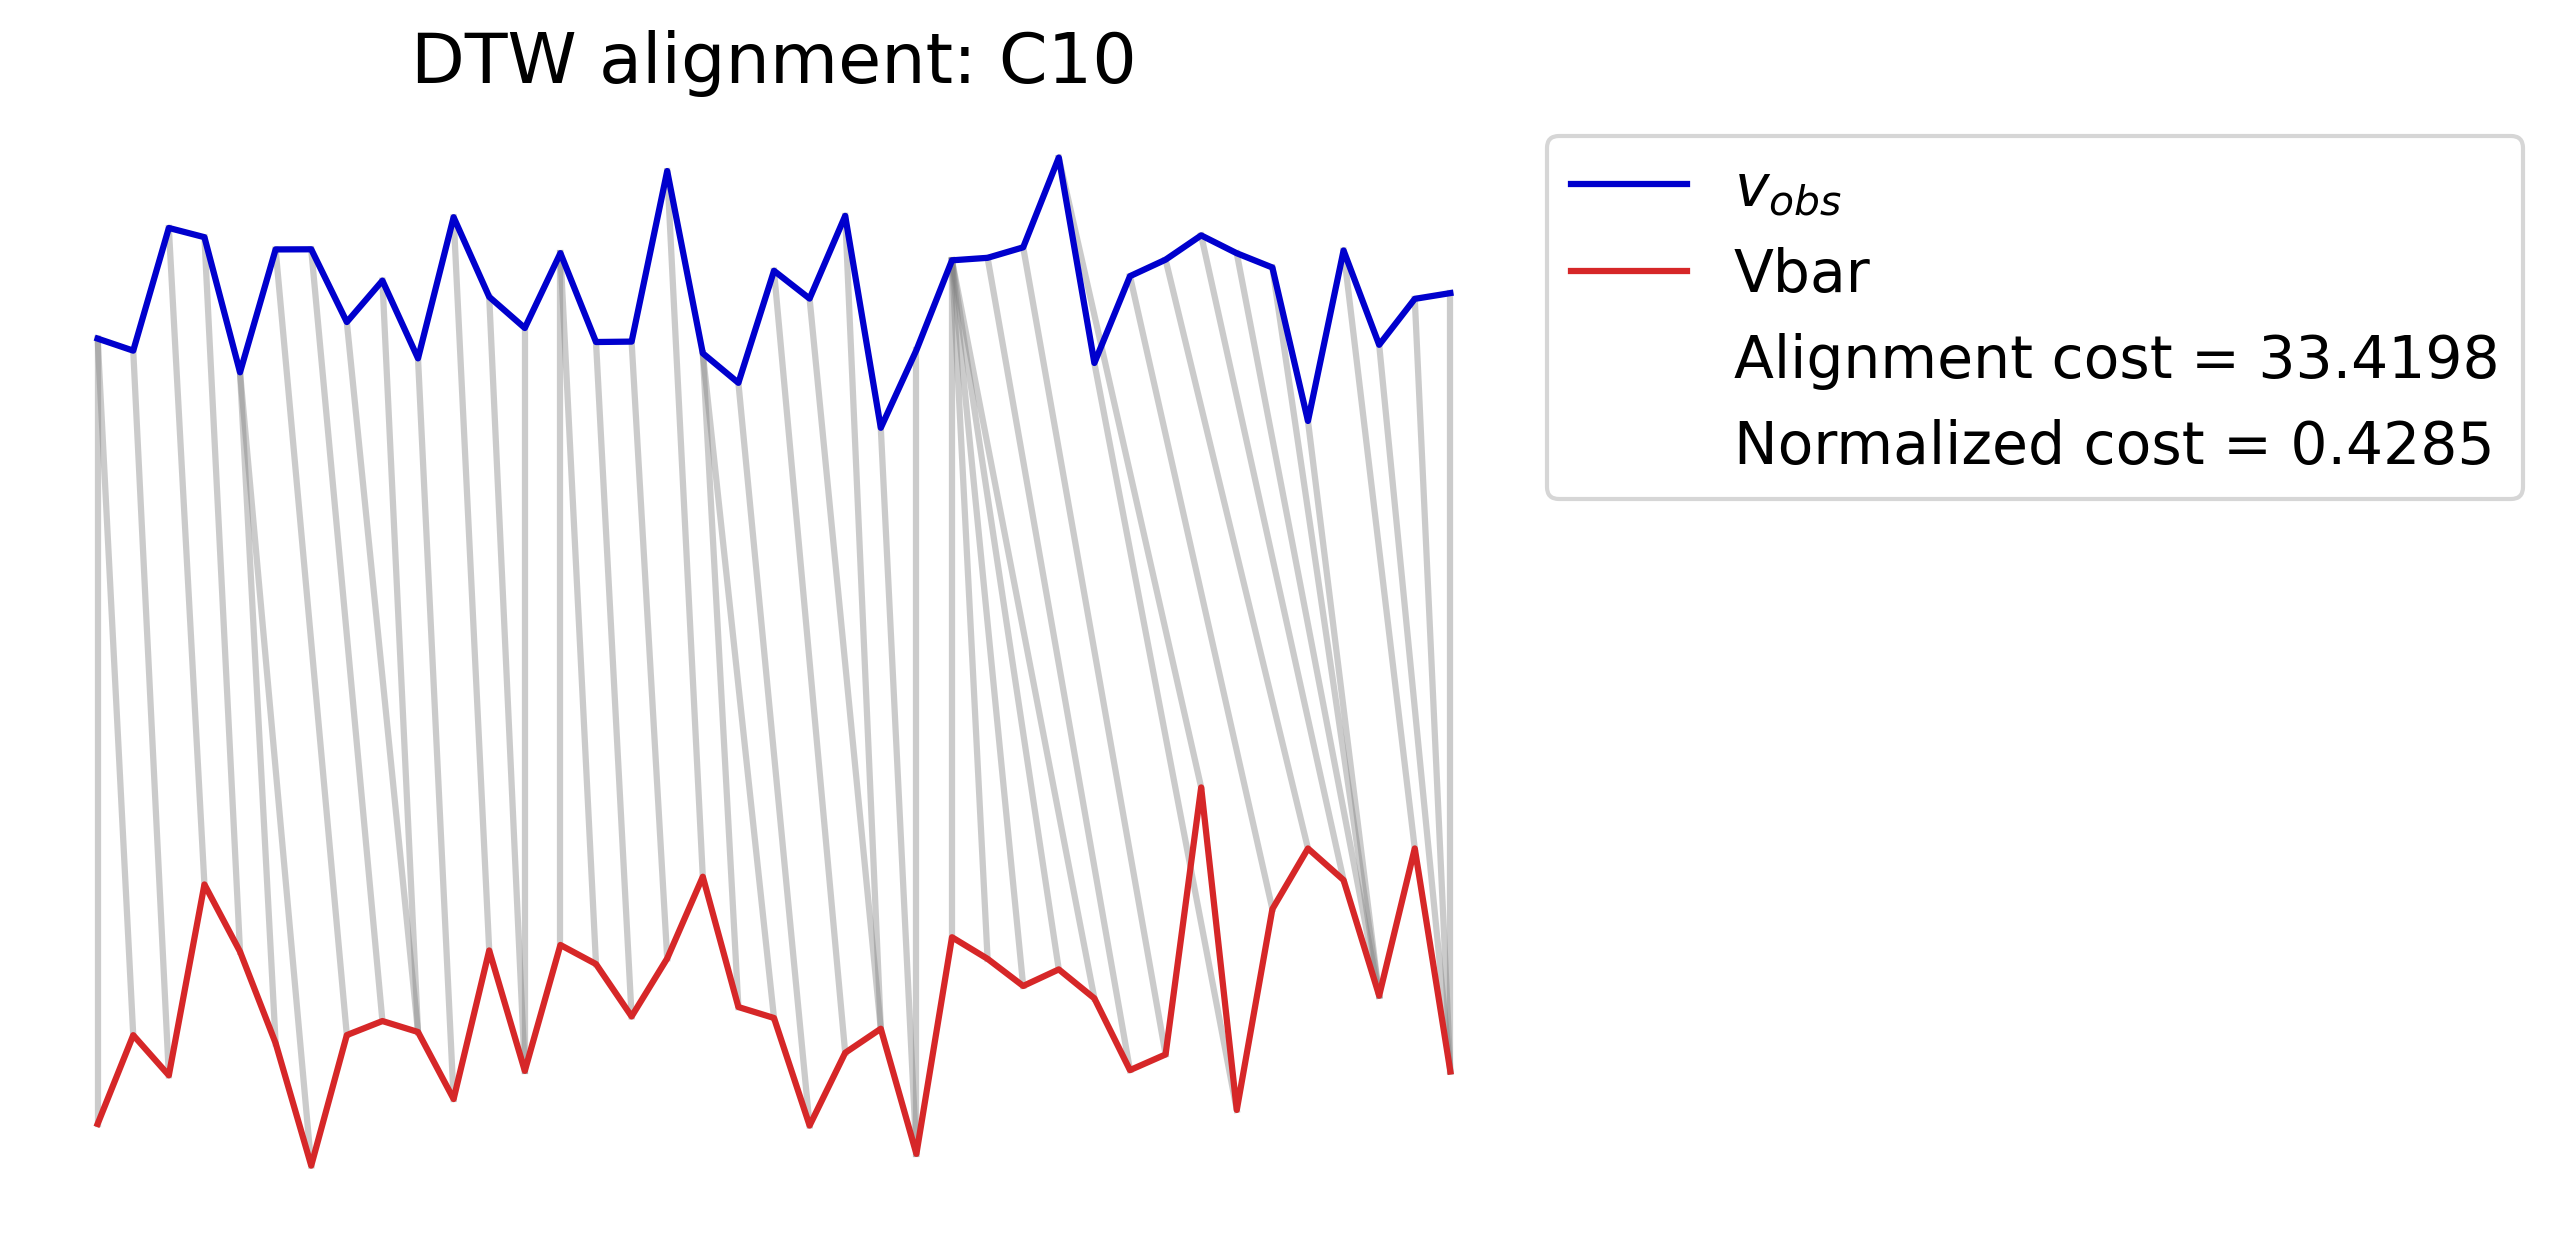 DTW alignment: C10
v_obs
Vbar
Alignment cost = 33.4198
Normalized cost = 0.4285